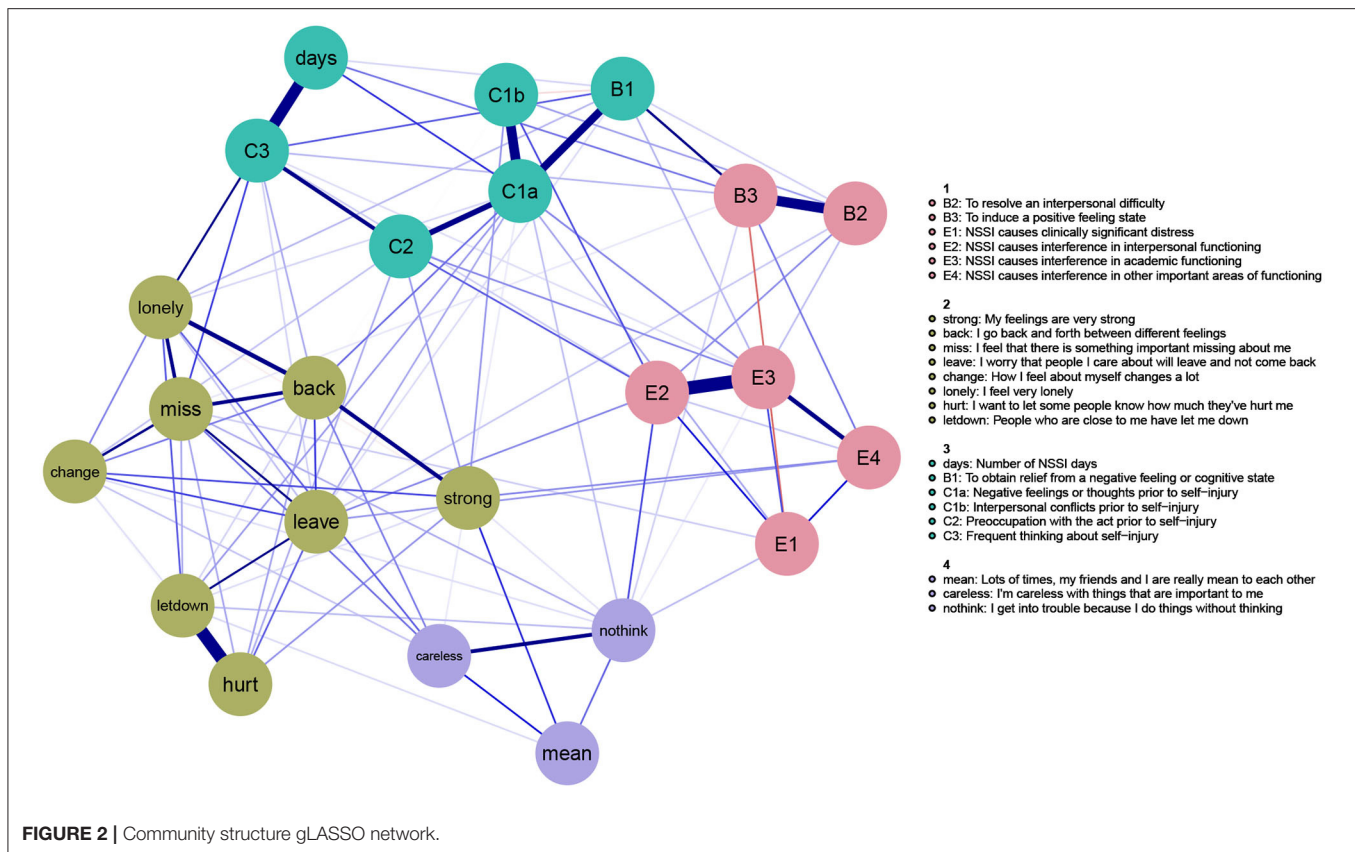 days
C1b
B1
C3
C1a
B3
B2
C2
lonely
back
miss
E2
E3
change
strong
leave
E4
E1
letdown
nothink
careless
hurt
mean
1
B2: To resolve an interpersonal difficulty
B3: To induce a positive feeling state
E1: NSSI causes clinically significant distress
E2: NSSI causes interference in interpersonal functioning
E3: NSSI causes interference in academic functioning
E4: NSSI causes interference in other important areas of functioning
2
strong: My feelings are very strong
back: I go back and forth between different feelings
miss: I feel that there is something important missing about me
leave: I worry that people I care about will leave and not come back
change: How I feel about myself changes a lot
lonely: I feel very lonely
hurt: I want to let some people know how much they've hurt me
letdown: People who are close to me have let me down
3
days: Number of NSSI days
B1: To obtain relief from a negative feeling or cognitive state
C1a: Negative feelings or thoughts prior to self−injury
C1b: Interpersonal conflicts prior to self−injury
C2: Preoccupation with the act prior to self−injury
C3: Frequent thinking about self−injury
4
mean: Lots of times, my friends and I are really mean to each other
careless: I'm careless with things that are important to me
nothink: I get into trouble because I do things without thinking
FIGURE 2 | Community structure gLASSO network.